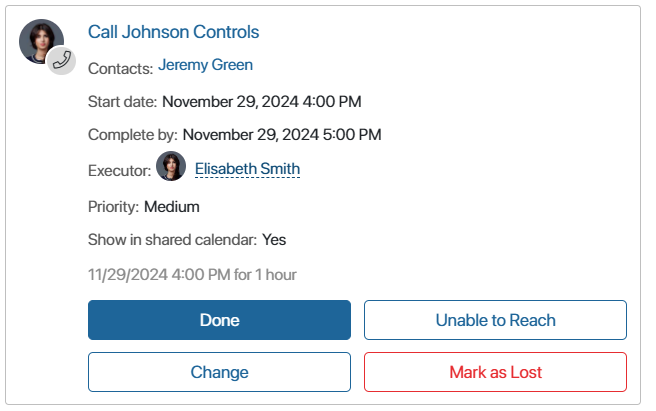 Call Johnson Controls
Contacts: Jeremy Green
Start date: November 29, 2024 4:00 PM
Complete by: November 29, 2024 5:00 PM
Executor: Elisabeth Smith
Priority: Medium
Show in shared calendar: Yes
11/29/2024 4:00 PM for 1 hour
Done
Unable to Reach
Change
Mark as Lost